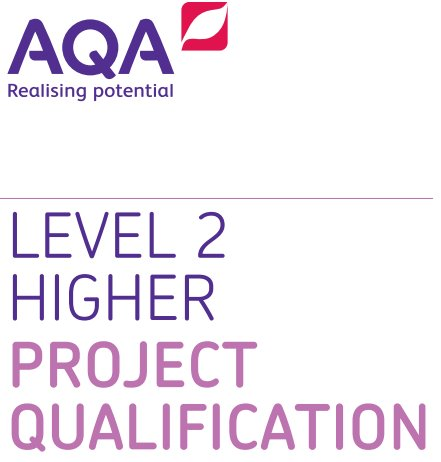 AQA
Realising potential
LEVEL 2
HIGHER
PROJECT
QUALIFICATION